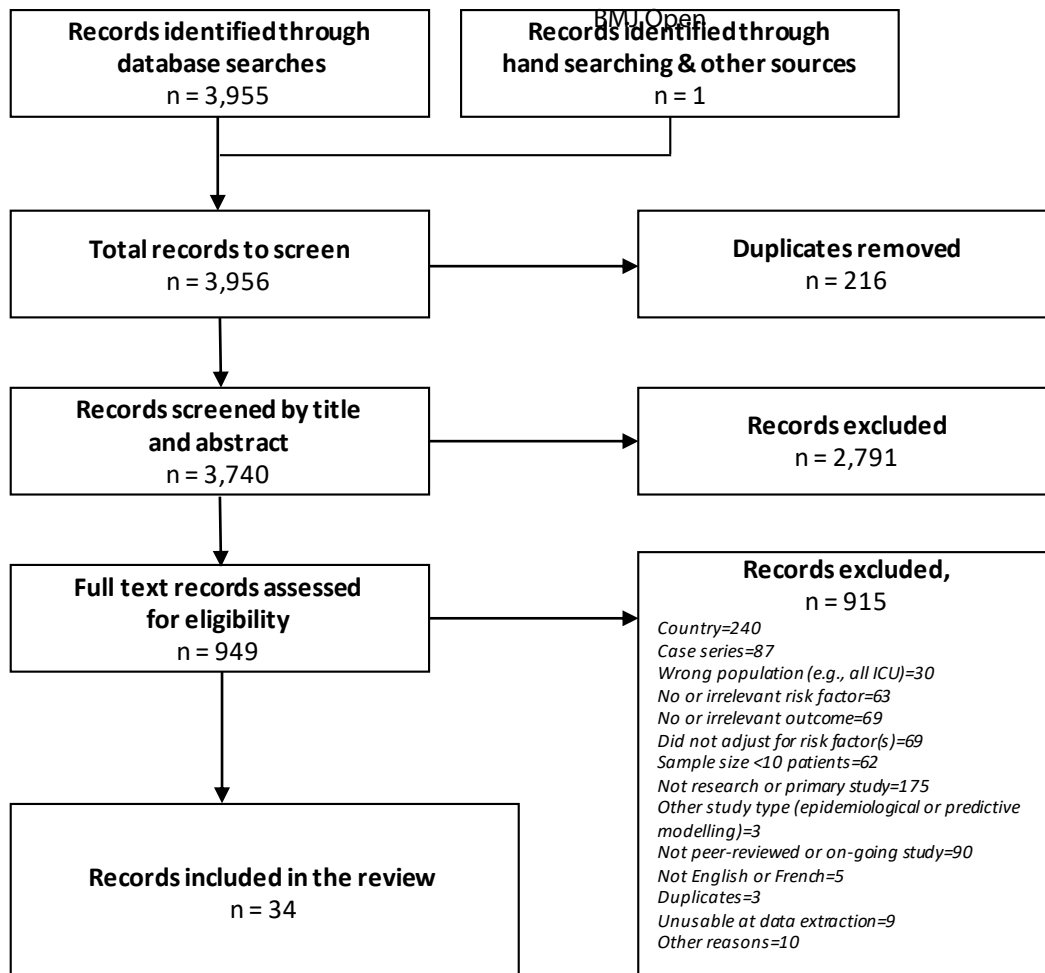 BMJ Open
Records identified through
database searches
n = 3,955
Records identified through
hand searching & other sources
n = 1
Total records to screen
n = 3,956
Duplicates removed
n = 216
Records screened by title
and abstract
n = 3,740
Records excluded
n = 2,791
Full text records assessed
for eligibility
n = 949
Records excluded,
n = 915
Country=240
Case series=87
Wrong population (e.g., all ICU)=30
No or irrelevant risk factor=63
No or irrelevant outcome=69
Did not adjust for risk factor(s)=69
Sample size <10 patients=62
Not research or primary study=175
Other study type (epidemiological or predictive
modelling)=3
Not peer-reviewed or on-going study=90
Not English or French=5
Duplicates=3
Unusable at data extraction=9
Other reasons=10
Records included in the review
n = 34